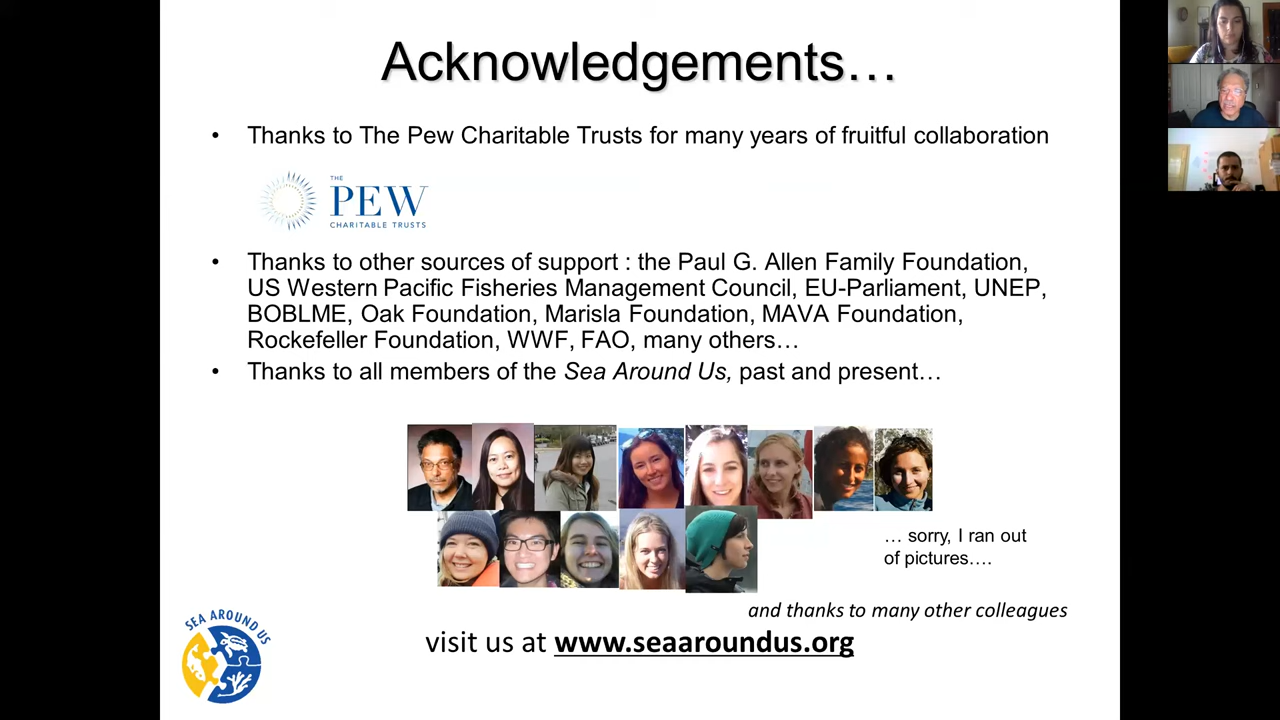 Acknowledgements…
• Thanks to The Pew Charitable Trusts for many years of fruitful collaboration
THE
PEW
CHARITABLE TRUSTS
• Thanks to other sources of support : the Paul G. Allen Family Foundation,
US Western Pacific Fisheries Management Council, EU-Parliament, UNEP,
BOBLME, Oak Foundation, Marisla Foundation, MAVA Foundation,
Rockefeller Foundation, WWF, FAO, many others…
• Thanks to all members of the Sea Around Us, past and present…
… sorry, I ran out
of pictures….
and thanks to many other colleagues
SEA AROUND US
visit us at www.seaaroundus.org